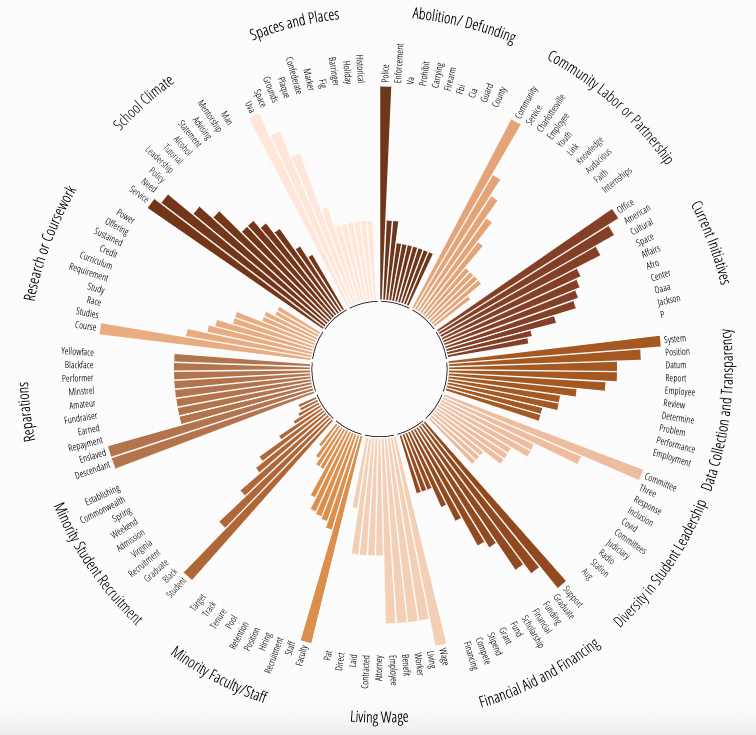 Abolition/ Defunding
Police
Enforcement
Va
Prohibit
Carrying
Firearm
Fbi
Cia
Guard
County
Community Labor or Partnership
Community
Service
Charlottesville
Employee
Youth
Link
Knowledge
Audacious
Faith
Internships
Current Initiatives
Office
American
Cultural
Space
Affairs
Afro
Center
Oaaa
Jackson
P
Data Collection and Transparency
System
Position
Datum
Report
Employee
Review
Determine
Problem
Performance
Employment
Diversity in Student Leadership
Committee
Three
Response
Inclusion
Covid
Committees
Judiciary
Radio
Station
Aug
Financial Aid and Financing
Support
Graduate
Funding
Financial
Scholarship
Fund
Grant
Stipend
Compete
Financing
Living Wage
Wage
Living
Worker
Benefit
Employee
Attorney
Contracted
Laid
Direct
Pat
Minority Faculty/Staff
Faculty
Staff
Recruitment
Hiring
Position
Retention
Pool
Tenure
Track
Target
Minority Student Recruitment
Student
Black
Graduate
Recruitment
Virginia
Admission
Weekend
Spring
Commonwealth
Establishing
Reparations
Descendant
Enslaved
Repayment
Earned
Fundraiser
Amateur
Minstrel
Performer
Blackface
Yellowface
Research or Coursework
Course
Studies
Race
Study
Requirement
Curriculum
Credit
Sustained
Offering
Power
School Climate
Service
Need
Policy
Leadership
Tutorial
Alcohol
Statement
Advising
Mentorship
Man
Spaces and Places
Uva
Space
Grounds
Plaque
Confederate
Marker
Fig
Barringer
Holiday
Historical